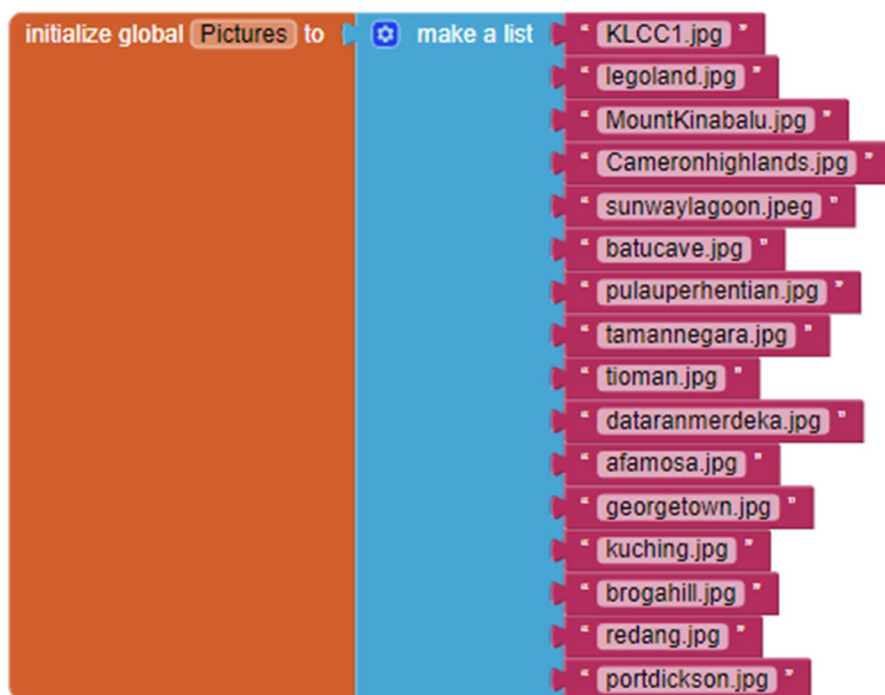 initialize global Pictures to make a list " KLCC1.jpg "
" legoland.jpg "
" MountKinabalu.jpg "
" Cameronhighlands.jpg "
" sunwaylagoon.jpeg "
" batucave.jpg "
" pulauperhentian.jpg "
" tamannegara.jpg "
" tioman.jpg "
" dataranmerdeka.jpg "
" afamosa.jpg "
" georgetown.jpg "
" kuching.jpg "
" brogahill.jpg "
" redang.jpg "
" portdickson.jpg "